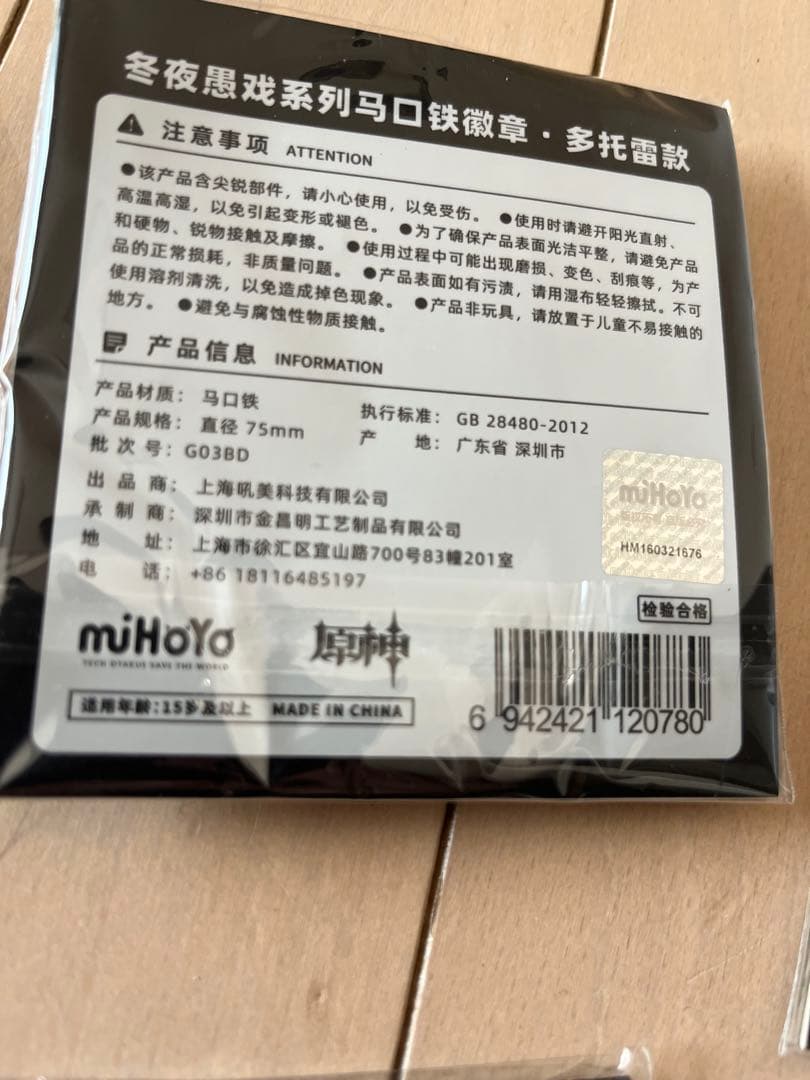 冬夜愚戏系列马口铁徽章·多托雷款
注意事项 ATTENTION
●该产品含尖锐部件，请小心使用，以免受伤。 ●使用时请避开阳光直射、
高温高湿，以免引起变形或褪色。 ●为了确保产品表面光洁平整，请避免产品
和硬物、锐物接触及摩擦。 ●使用过程中可能出现磨损、变色、刮痕等，为产
品的正常损耗，非质量问题。 ●产品表面如有污渍，请用湿布轻轻擦拭。不可
使用溶剂清洗，以免造成掉色现象。 ●产品非玩具，请放置于儿童不易接触的
地方。 ●避免与腐蚀性物质接触。
产品信息 INFORMATION
产品材质： 马口铁
执行标准： GB 28480-2012
产品规格： 直径 75mm
产 地： 广东省 深圳市
批 次 号： G03BD
出 品 商： 上海吼美科技有限公司
承 制 商： 深圳市金昌明工艺制品有限公司
地 址： 上海市徐汇区宜山路700号83幢201室
电 话： +86 18116485197
miHoYo
HM160321676
检验合格
miHoYo
TECH OTAKUS SAVE THE WORLD
原神
适用年龄：15岁及以上 MADE IN CHINA
6 942421 120780